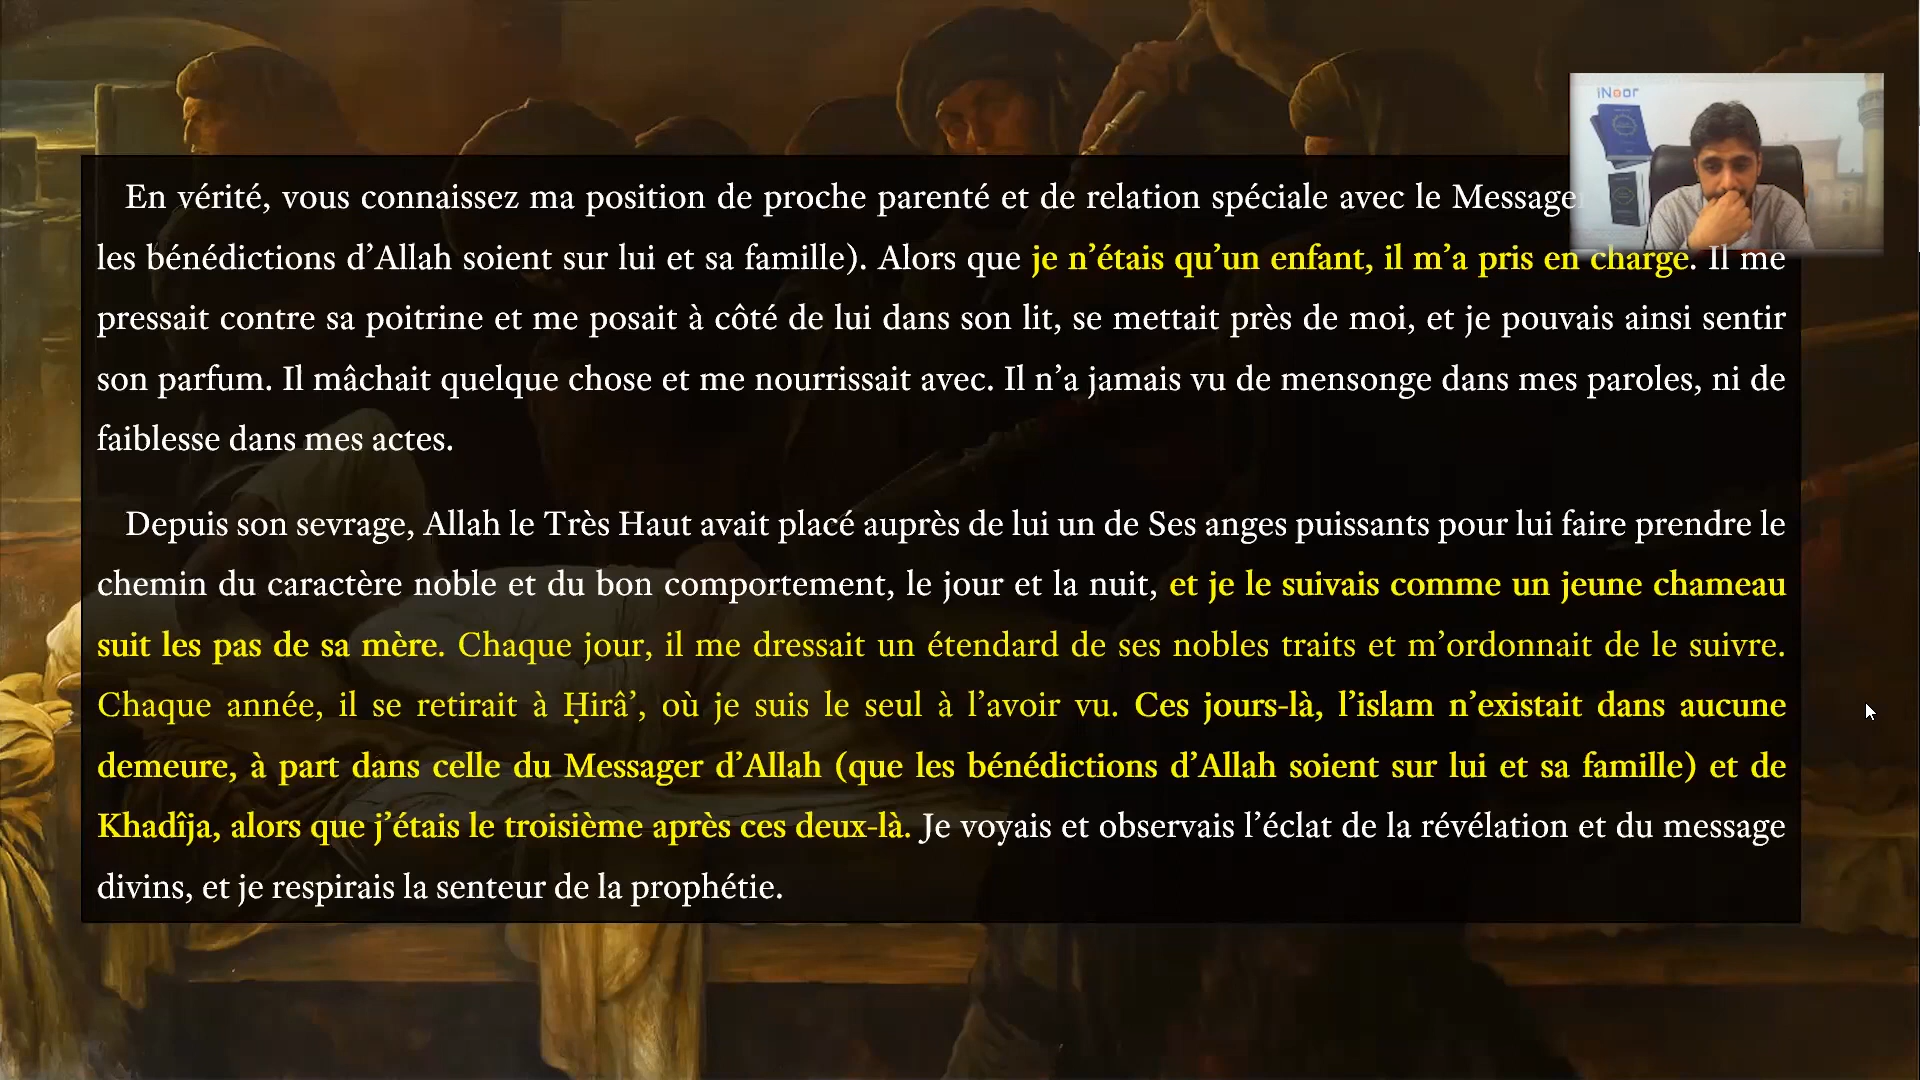 iNoor
En vérité, vous connaissez ma position de proche parenté et de relation spéciale avec le Message
les bénédictions d’Allah soient sur lui et sa famille). Alors que je n’étais qu’un enfant, il m’a pris en charge. Il me
pressait contre sa poitrine et me posait à côté de lui dans son lit, se mettait près de moi, et je pouvais ainsi sentir
son parfum. Il mâchait quelque chose et me nourrissait avec. Il n’a jamais vu de mensonge dans mes paroles, ni de
faiblesse dans mes actes.
Depuis son sevrage, Allah le Très Haut avait placé auprès de lui un de Ses anges puissants pour lui faire prendre le
chemin du caractère noble et du bon comportement, le jour et la nuit, et je le suivais comme un jeune chameau
suit les pas de sa mère. Chaque jour, il me dressait un étendard de ses nobles traits et m’ordonnait de le suivre.
Chaque année, il se retirait à Ḥirâ’, où je suis le seul à l’avoir vu. Ces jours-là, l’islam n’existait dans aucune
demeure, à part dans celle du Messager d’Allah (que les bénédictions d’Allah soient sur lui et sa famille) et de
Khadîja, alors que j’étais le troisième après ces deux-là. Je voyais et observais l’éclat de la révélation et du message
divins, et je respirais la senteur de la prophétie.